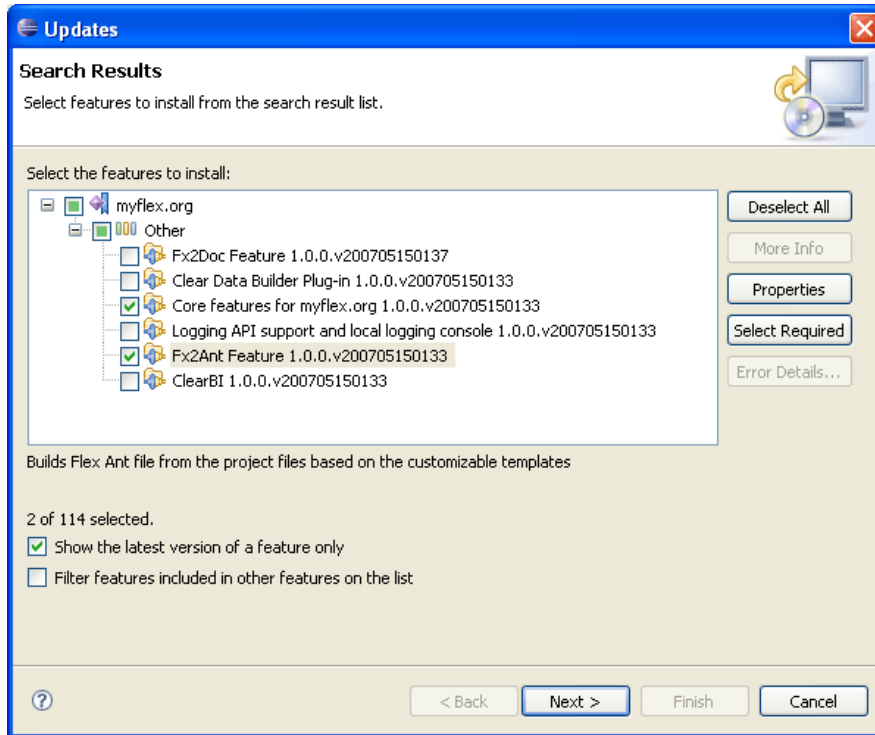 Updates
Search Results
Select features to install from the search result list.
Select the features to install:
myflex.org
Other
Fx2Doc Feature 1.0.0.v200705150137
Clear Data Builder Plug-in 1.0.0.v200705150133
Core features for myflex.org 1.0.0.v200705150133
Logging API support and local logging console 1.0.0.v200705150133
Fx2Ant Feature 1.0.0.v200705150133
ClearBI 1.0.0.v200705150133
Deselect All
More Info
Properties
Select Required
Error Details...
Builds Flex Ant file from the project files based on the customizable templates
2 of 114 selected.
Show the latest version of a feature only
Filter features included in other features on the list
?
< Back
Next >
Finish
Cancel